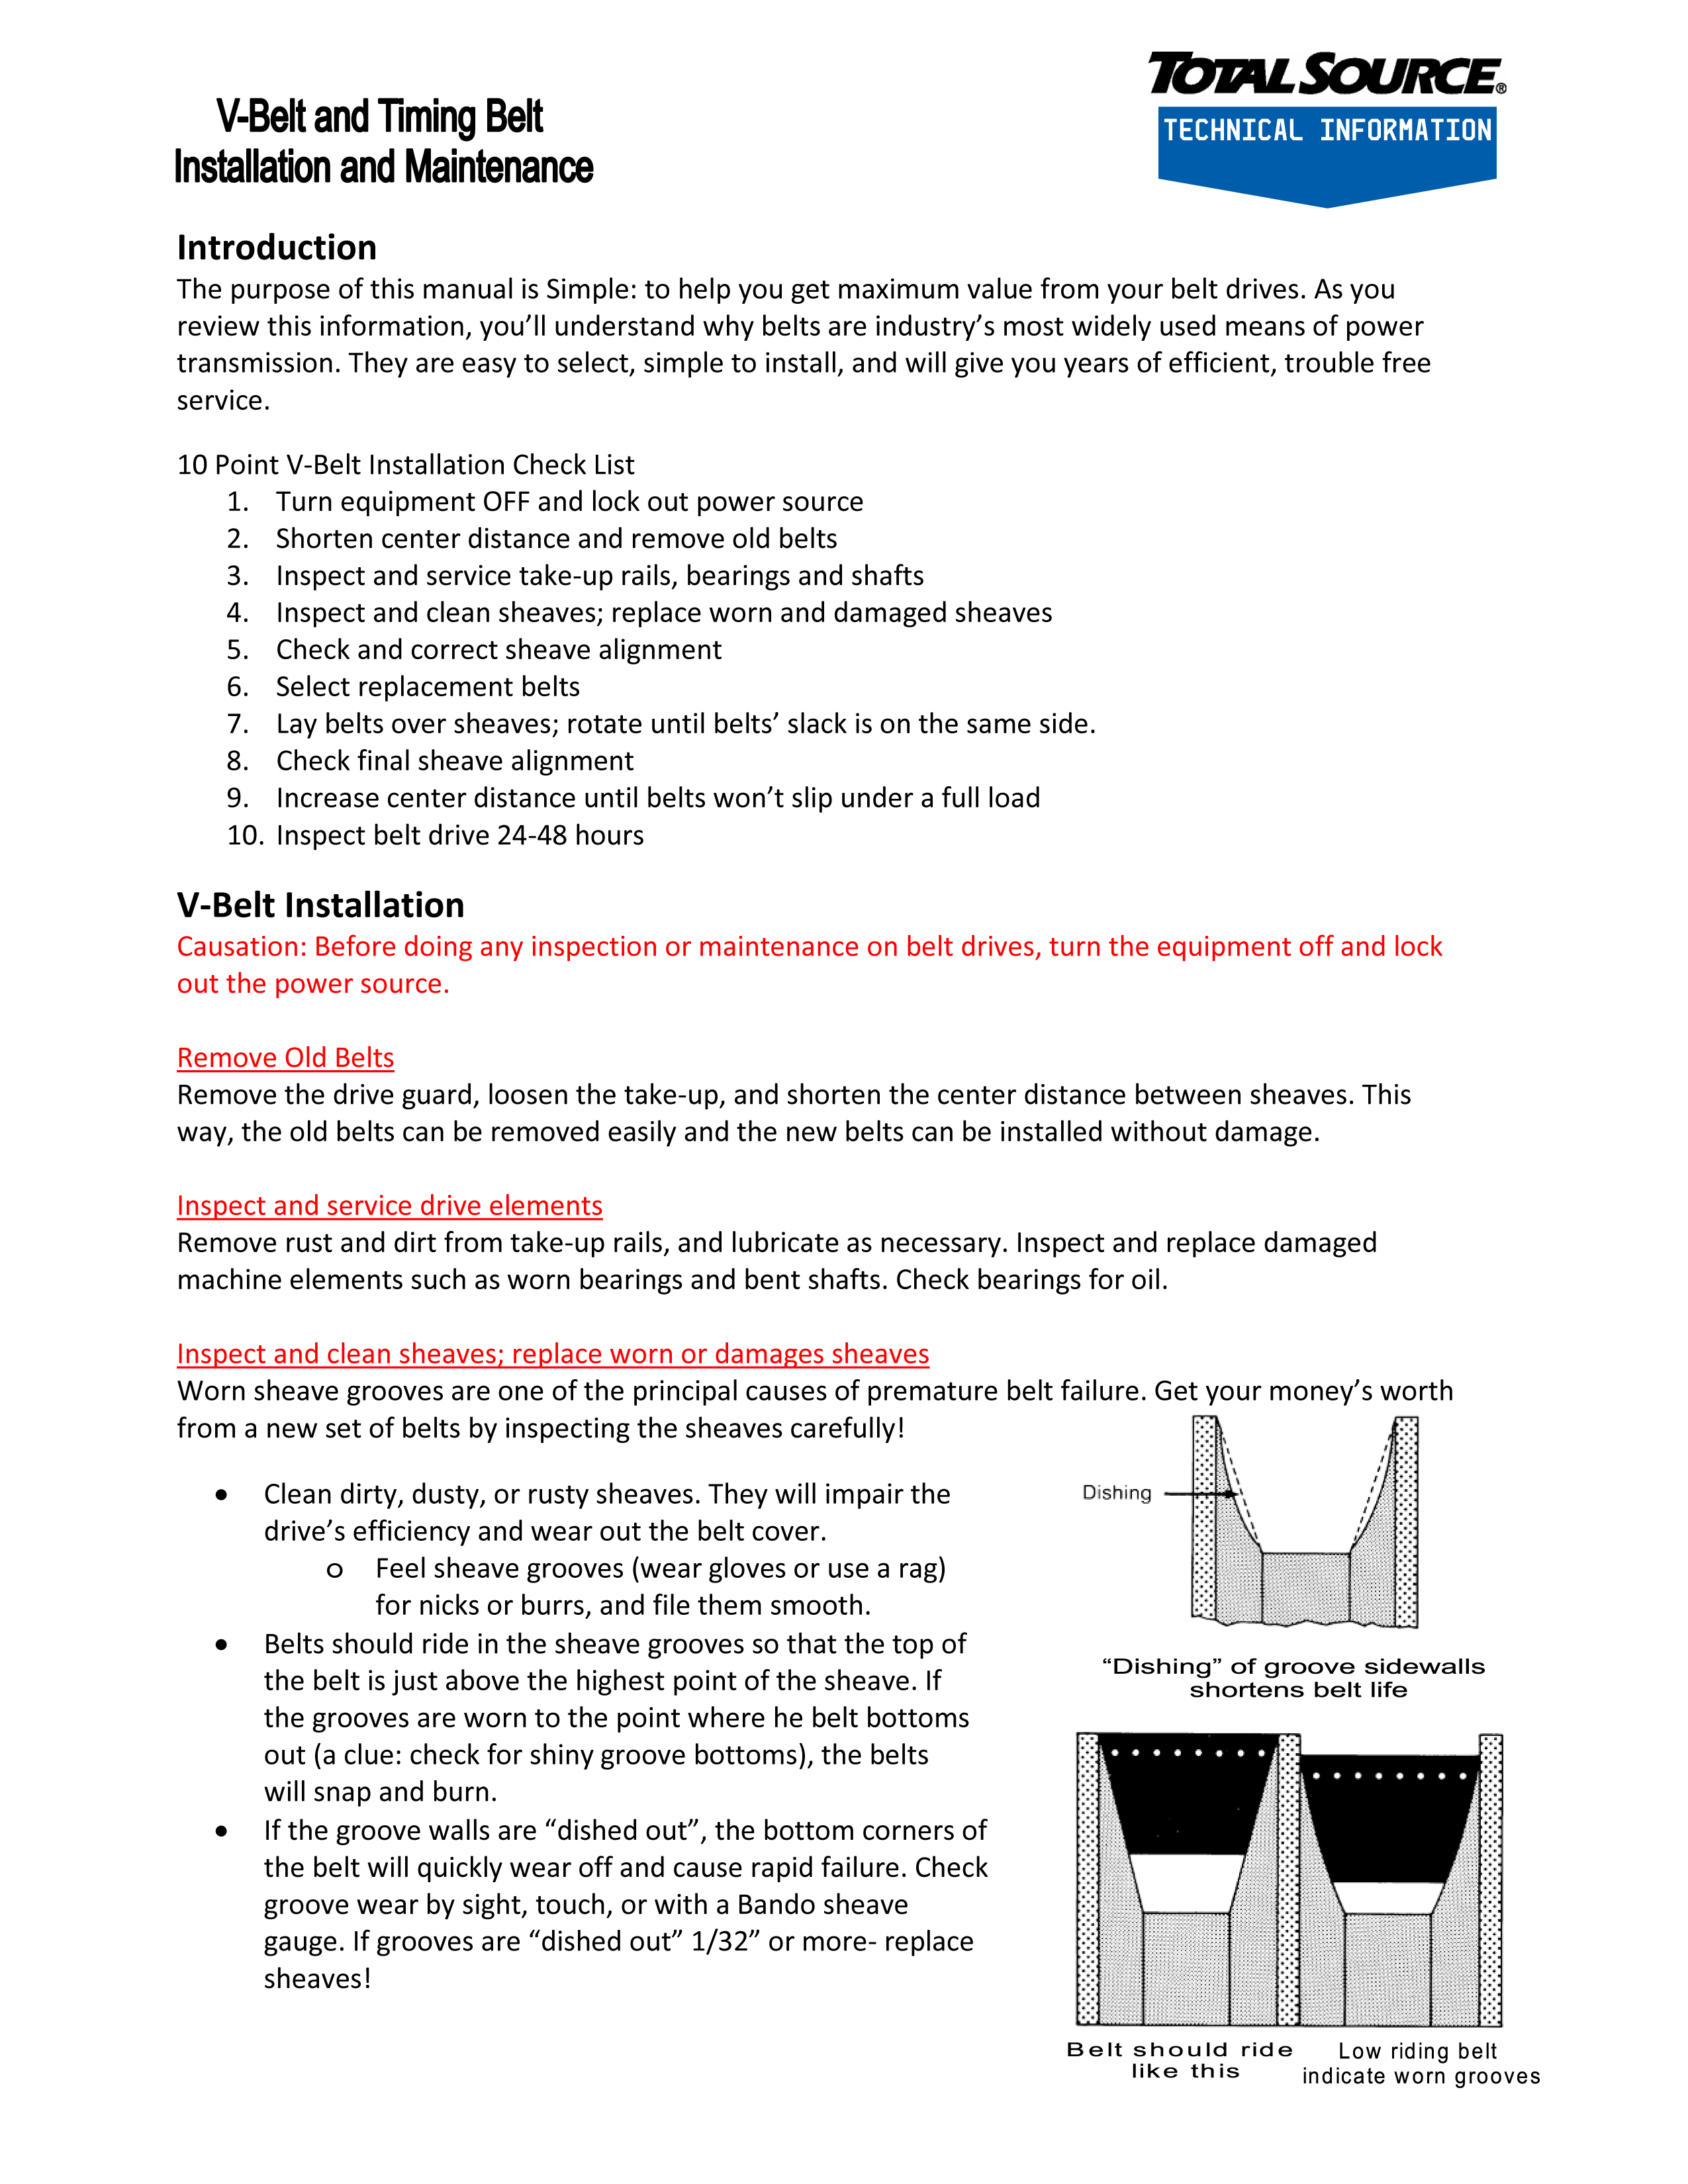 TOTALSOURCE®
TECHNICAL INFORMATION
V-Belt and Timing Belt
Installation and Maintenance
Introduction
The purpose of this manual is Simple: to help you get maximum value from your belt drives. As you
review this information, you’ll understand why belts are industry’s most widely used means of power
transmission. They are easy to select, simple to install, and will give you years of efficient, trouble free
service.
10 Point V-Belt Installation Check List
1. Turn equipment OFF and lock out power source
2. Shorten center distance and remove old belts
3. Inspect and service take-up rails, bearings and shafts
4. Inspect and clean sheaves; replace worn and damaged sheaves
5. Check and correct sheave alignment
6. Select replacement belts
7. Lay belts over sheaves; rotate until belts’ slack is on the same side.
8. Check final sheave alignment
9. Increase center distance until belts won’t slip under a full load
10. Inspect belt drive 24-48 hours
V-Belt Installation
Causation: Before doing any inspection or maintenance on belt drives, turn the equipment off and lock
out the power source.
Remove Old Belts
Remove the drive guard, loosen the take-up, and shorten the center distance between sheaves. This
way, the old belts can be removed easily and the new belts can be installed without damage.
Inspect and service drive elements
Remove rust and dirt from take-up rails, and lubricate as necessary. Inspect and replace damaged
machine elements such as worn bearings and bent shafts. Check bearings for oil.
Inspect and clean sheaves; replace worn or damages sheaves
Worn sheave grooves are one of the principal causes of premature belt failure. Get your money’s worth
from a new set of belts by inspecting the sheaves carefully!
• Clean dirty, dusty, or rusty sheaves. They will impair the
drive’s efficiency and wear out the belt cover.
o Feel sheave grooves (wear gloves or use a rag)
for nicks or burrs, and file them smooth.
• Belts should ride in the sheave grooves so that the top of
the belt is just above the highest point of the sheave. If
the grooves are worn to the point where he belt bottoms
out (a clue: check for shiny groove bottoms), the belts
will snap and burn.
• If the groove walls are “dished out”, the bottom corners of
the belt will quickly wear off and cause rapid failure. Check
groove wear by sight, touch, or with a Bando sheave
gauge. If grooves are “dished out” 1/32” or more- replace
sheaves!
Dishing
“Dishing” of groove sidewalls
shortens belt life
Belt should ride
like this
Low riding belt
indicate worn grooves